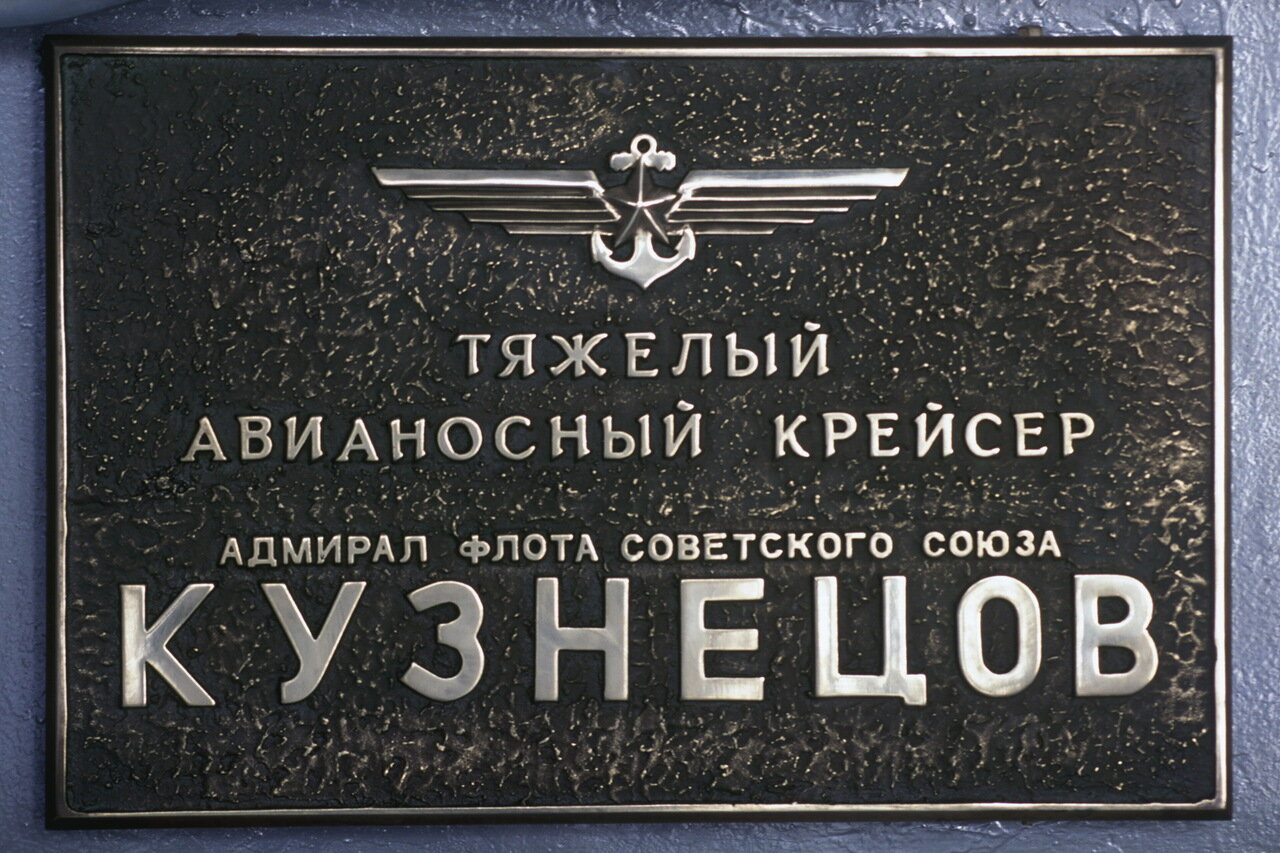 ТЯЖЕЛЫЙ
АВИАНОСНЫЙ КРЕЙСЕР
АДМИРАЛ ФЛОТА СОВЕТСКОГО СОЮЗА
КУЗНЕЦОВ